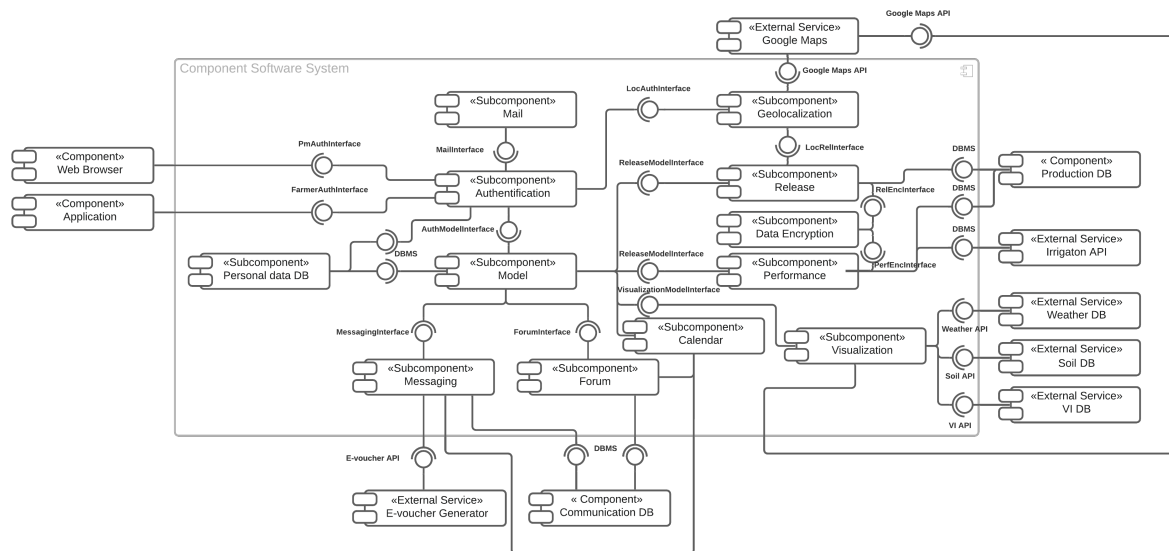 Google Maps API
«External Service»
Google Maps
Component Software System
Google Maps API
LocAuthInterface
«Subcomponent»
Mail
«Subcomponent»
Geolocalization
PmAuthInterface
MailInterface
LocRelInterface
DBMS
«Component»
Web Browser
ReleaseModelInterface
« Component»
Production DB
«Subcomponent»
Authentification
«Subcomponent»
Release
FarmerAuthInterface
RelEncInterface
DBMS
«Component»
Application
AuthModelInterface
«Subcomponent»
Data Encryption
DBMS
DBMS
ReleaseModelInterface
PerfEncInterface
«External Service»
Irrigaton API
«Subcomponent»
Personal data DB
«Subcomponent»
Model
«Subcomponent»
Performance
VisualizationModelInterface
«External Service»
Weather DB
MessagingInterface
ForumInterface
«Subcomponent»
Calendar
«Subcomponent»
Visualization
Weather API
«External Service»
Soil DB
«Subcomponent»
Messaging
«Subcomponent»
Forum
Soil API
«External Service»
VI DB
VI API
E-voucher API
DBMS
«External Service»
E-voucher Generator
« Component»
Communication DB